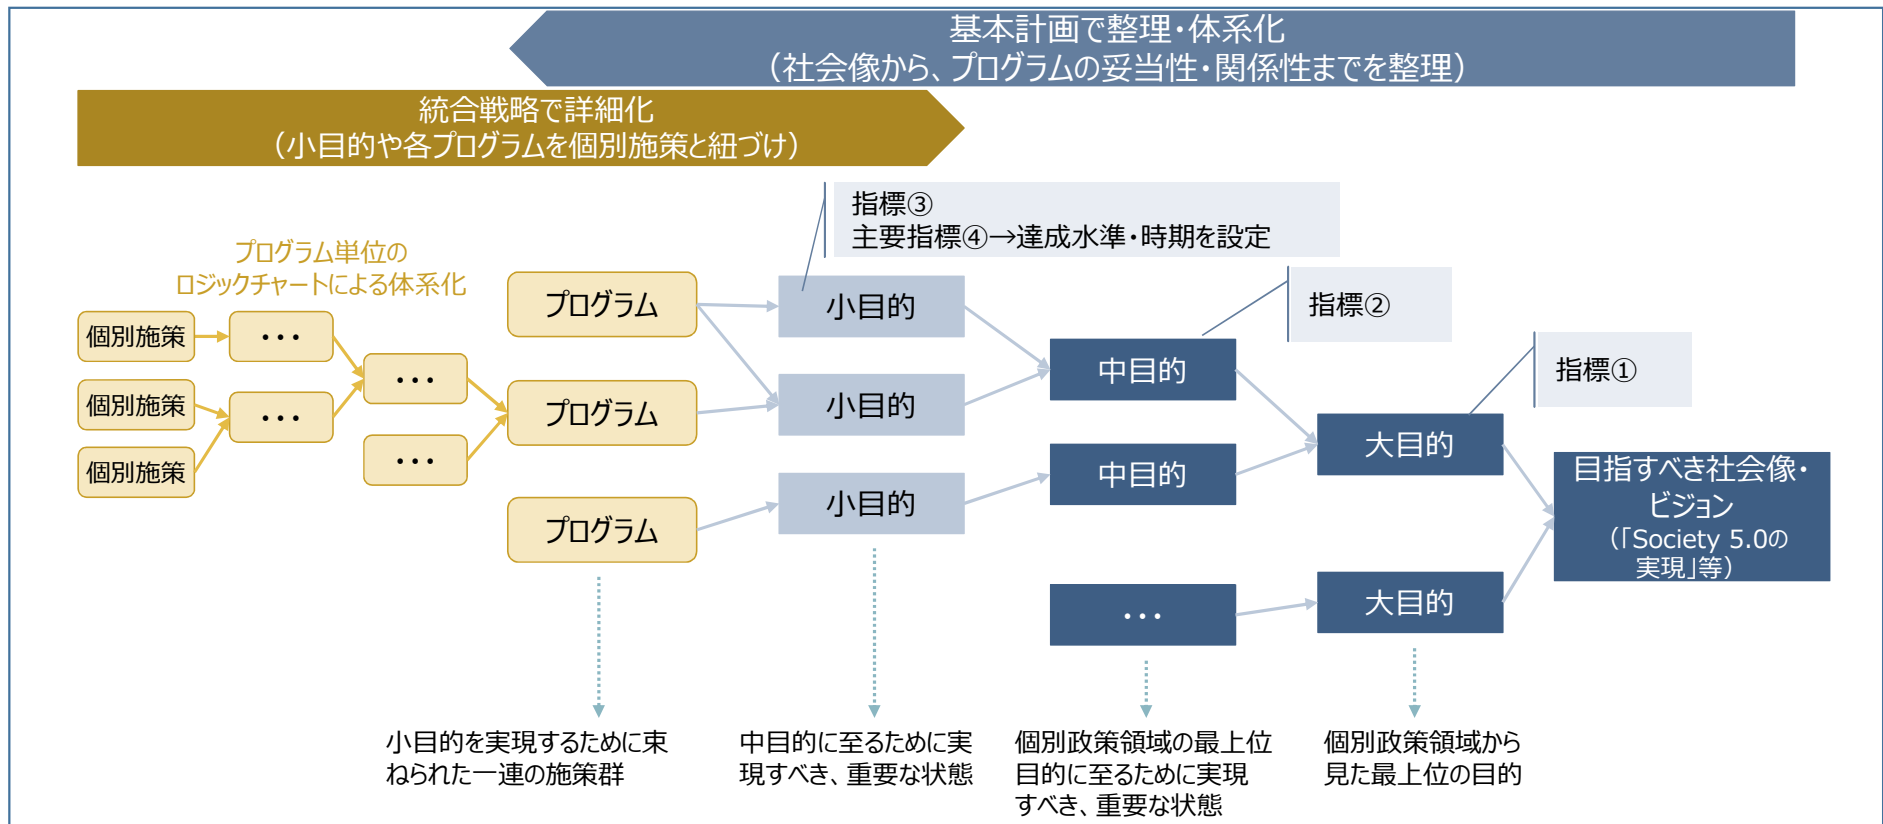 基本計画で整理・体系化
（社会像から、プログラムの妥当性・関係性までを整理）
統合戦略で詳細化
（小目的や各プログラムを個別施策と紐づけ）
指標③
主要指標④→達成水準・時期を設定
プログラム単位の
ロジックチャートによる体系化
指標②
指標①
個別施策
個別施策
個別施策
・・・
・・・
・・・
・・・
プログラム
プログラム
プログラム
小目的
小目的
小目的
中目的
中目的
・・・
大目的
大目的
目指すべき社会像・
ビジョン
（「Society 5.0の
実現」等）
小目的を実現するために束
ねられた一連の施策群
中目的に至るために実
現すべき、重要な状態
個別政策領域の最上位
目的に至るために実現
すべき、重要な状態
個別政策領域から
見た最上位の目的